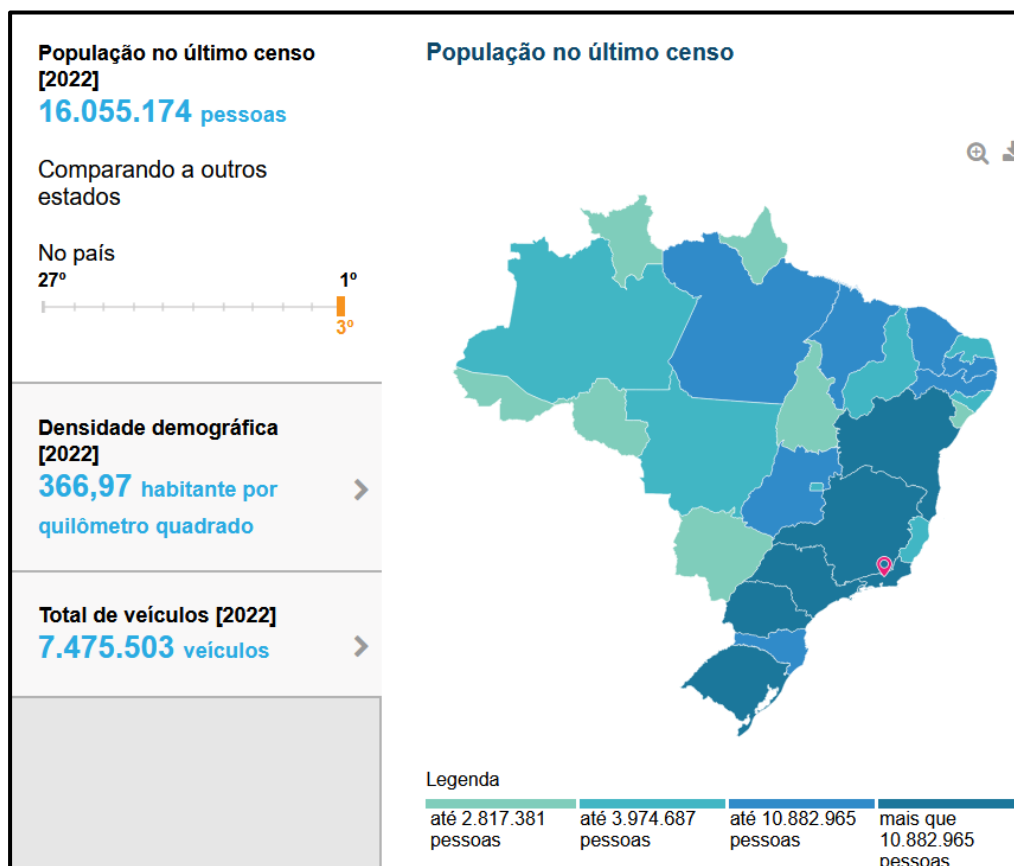 População no último censo
[2022]
16.055.174 pessoas
Comparando a outros
estados
No país
27º 1º
3º
Densidade demográfica
[2022]
366,97 habitante por
quilômetro quadrado
Total de veículos [2022]
7.475.503 veículos
População no último censo
Legenda
até 2.817.381
pessoas
até 3.974.687
pessoas
até 10.882.965
pessoas
mais que
10.882.965
pessoas